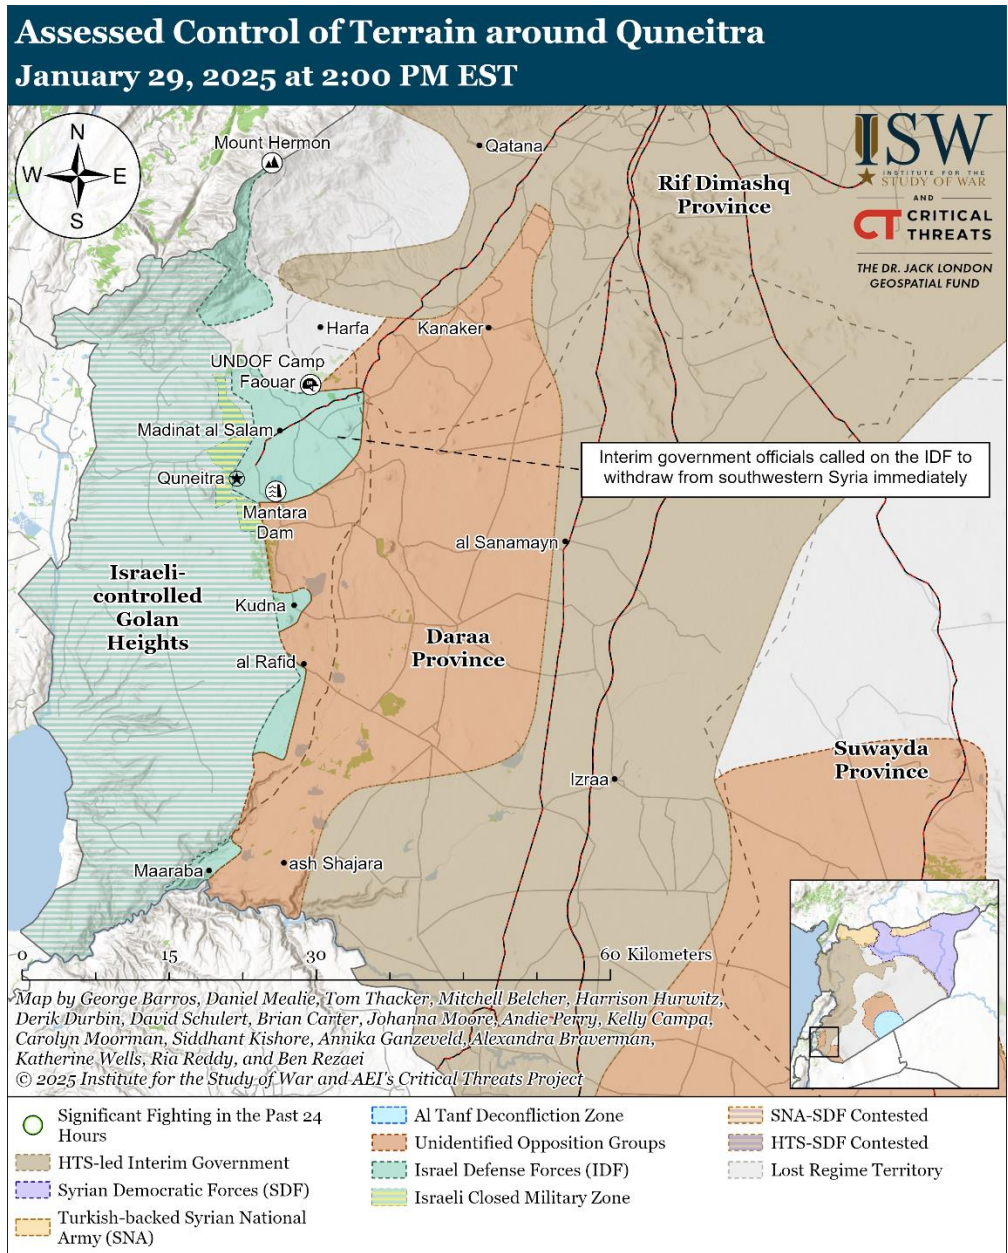 Assessed Control of Terrain around Quneitra
January 29, 2025 at 2:00 PM EST
N
W
E
S
Mount Hermon
Qatana
ISW
INSTITUTE FOR THE
STUDY OF WAR
AND
CT CRITICAL
THREATS
THE DR. JACK LONDON
GEOSPATIAL FUND
Rif Dimashq
Province
Harfa
Kanaker
UNDOF Camp
Faouar
Madinat al Salam
Interim government officials called on the IDF to
withdraw from southwestern Syria immediately
Quneitra
Mantara
Dam
al Sanamayn
Israeli-
controlled
Golan
Heights
Kudna
Daraa
Province
al Rafid
Suwayda
Province
Izraa
Maaraba
ash Shajara
0
15
30
60 Kilometers
Map by George Barros, Daniel Mealie, Tom Thacker, Mitchell Belcher, Harrison Hurwitz,
Derik Durbin, David Schulert, Brian Carter, Johanna Moore, Andie Perry, Kelly Campa,
Carolyn Moorman, Siddhant Kishore, Annika Ganzeveld, Alexandra Braverman,
Katherine Wells, Ria Reddy, and Ben Rezaei
© 2025 Institute for the Study of War and AEI's Critical Threats Project
Significant Fighting in the Past 24
Hours
HTS-led Interim Government
Syrian Democratic Forces (SDF)
Turkish-backed Syrian National
Army (SNA)
Al Tanf Deconfliction Zone
Unidentified Opposition Groups
Israel Defense Forces (IDF)
Israeli Closed Military Zone
SNA-SDF Contested
HTS-SDF Contested
Lost Regime Territory